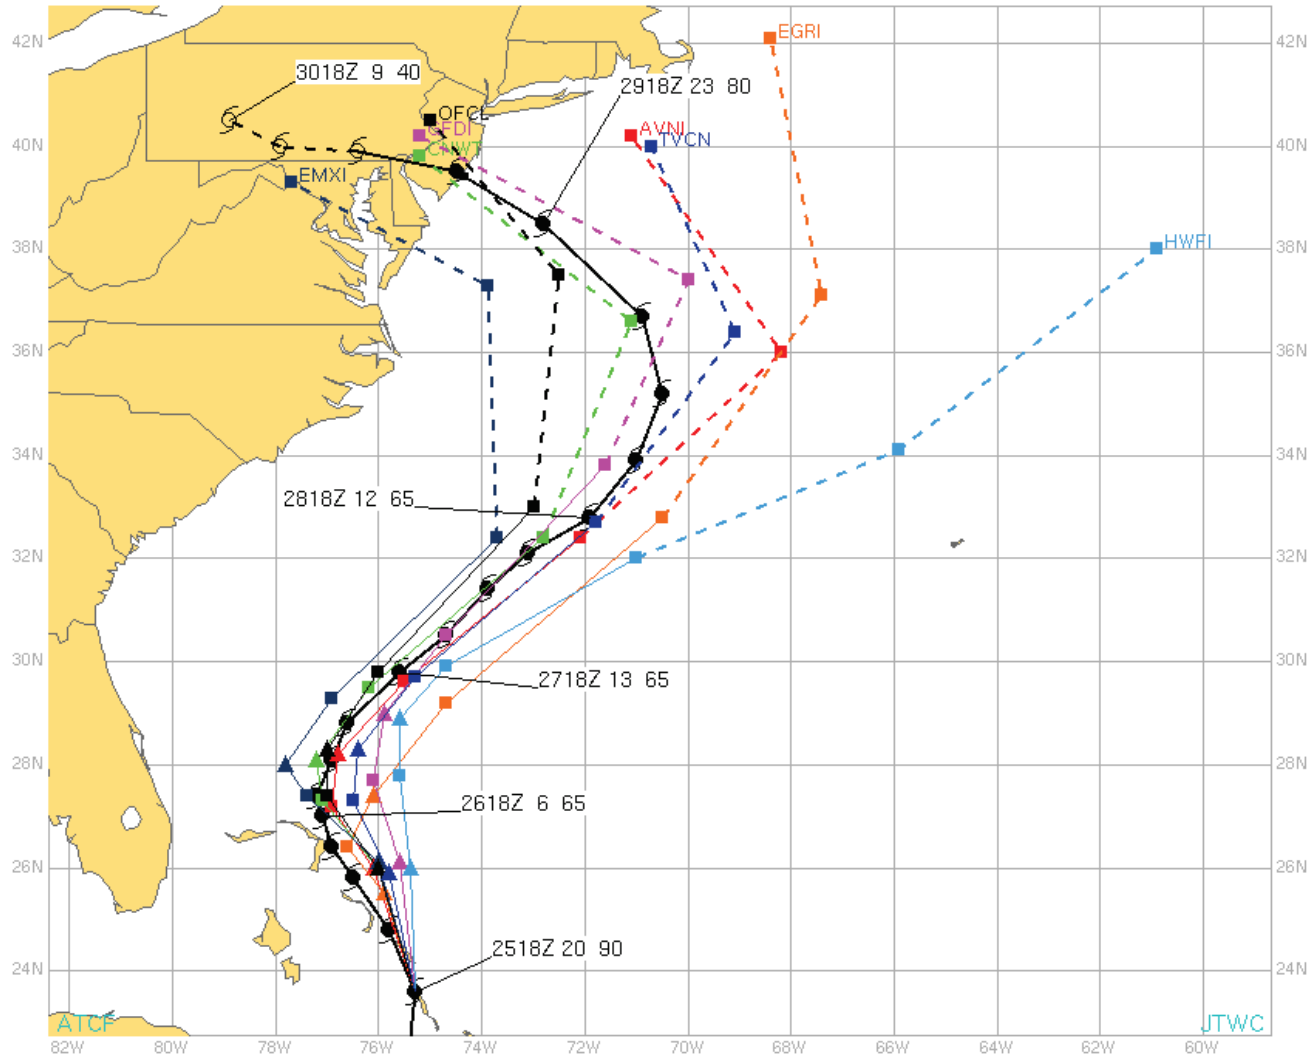 EGRI
42N 42N
3018Z 9 40
2918Z 23 80
OFCL
GFDI AVNI
TVCN
40N 40N
CNWT
EMXI
HWFI
38N 38N
36N 36N
34N 34N
2818Z 12 65
32N 32N
30N 30N
2718Z 13 65
28N 28N
2618Z 6 65
26N 26N
2518Z 20 90
24N 24N
ATCF JTWC
82W 80W 78W 76W 74W 72W 70W 68W 66W 64W 62W 60W